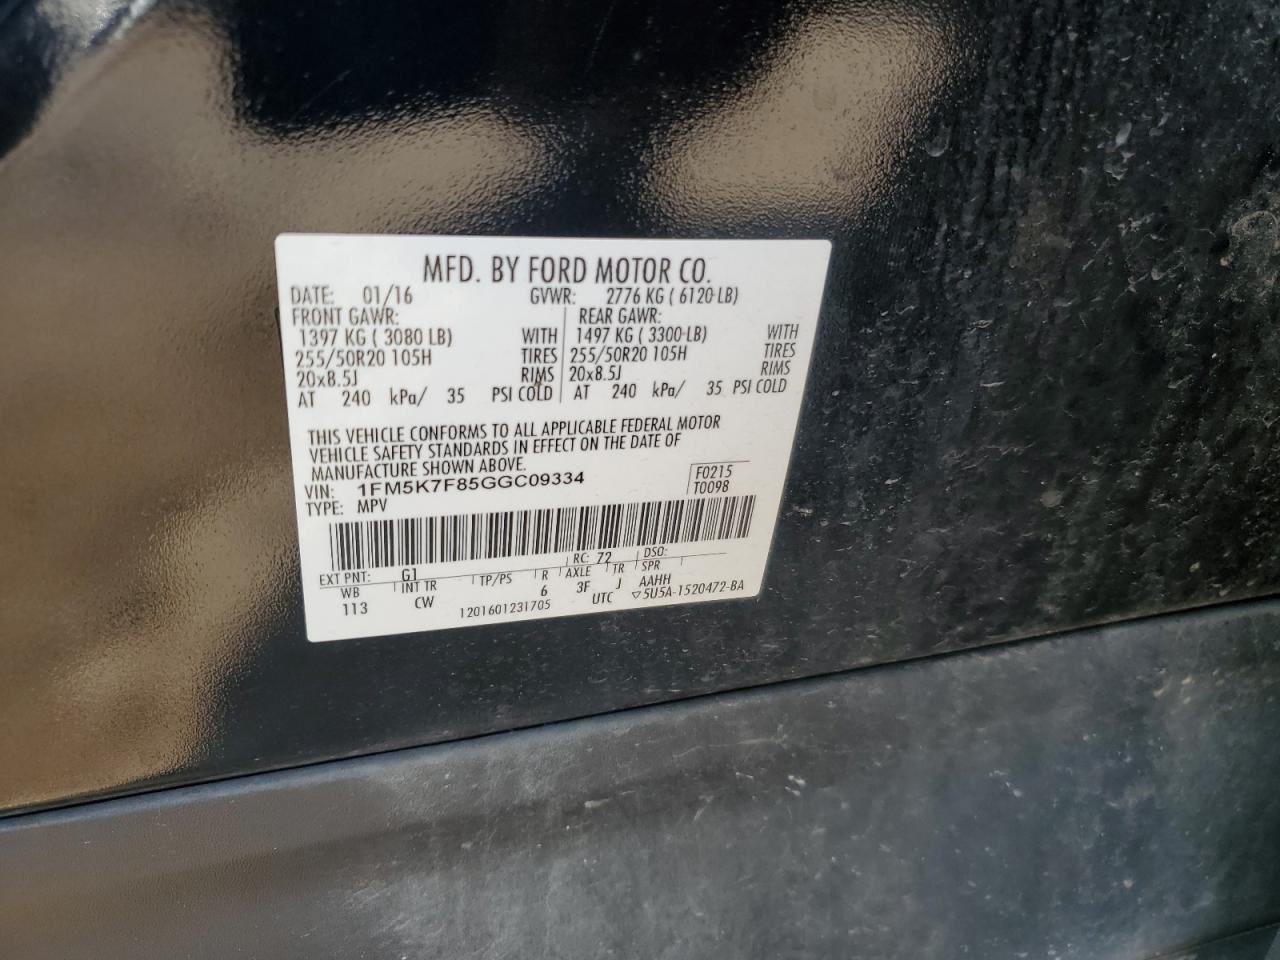 MFD. BY FORD MOTOR CO.
DATE: 01/16 GVWR: 2776 KG ( 6120 LB)
FRONT GAWR: REAR GAWR:
1397 KG ( 3080 LB) WITH 1497 KG ( 3300 LB) WITH
255/50R20 105H TIRES 255/50R20 105H TIRES
20x8.5J RIMS 20x8.5J RIMS
AT 240 kPa/ 35 PSI COLD AT 240 kPa/ 35 PSI COLD
THIS VEHICLE CONFORMS TO ALL APPLICABLE FEDERAL MOTOR
VEHICLE SAFETY STANDARDS IN EFFECT ON THE DATE OF
MANUFACTURE SHOWN ABOVE.
VIN: 1FM5K7F85GGC09334 F0215
TYPE: MPV T0098
EXT PNT: G1 RC: 72 DSO:
WB INT TR TP/PS R AXLE TR SPR
113 CW 6 3F J AAHH
1201601231705 UTC ▽5U5A-1520472-BA